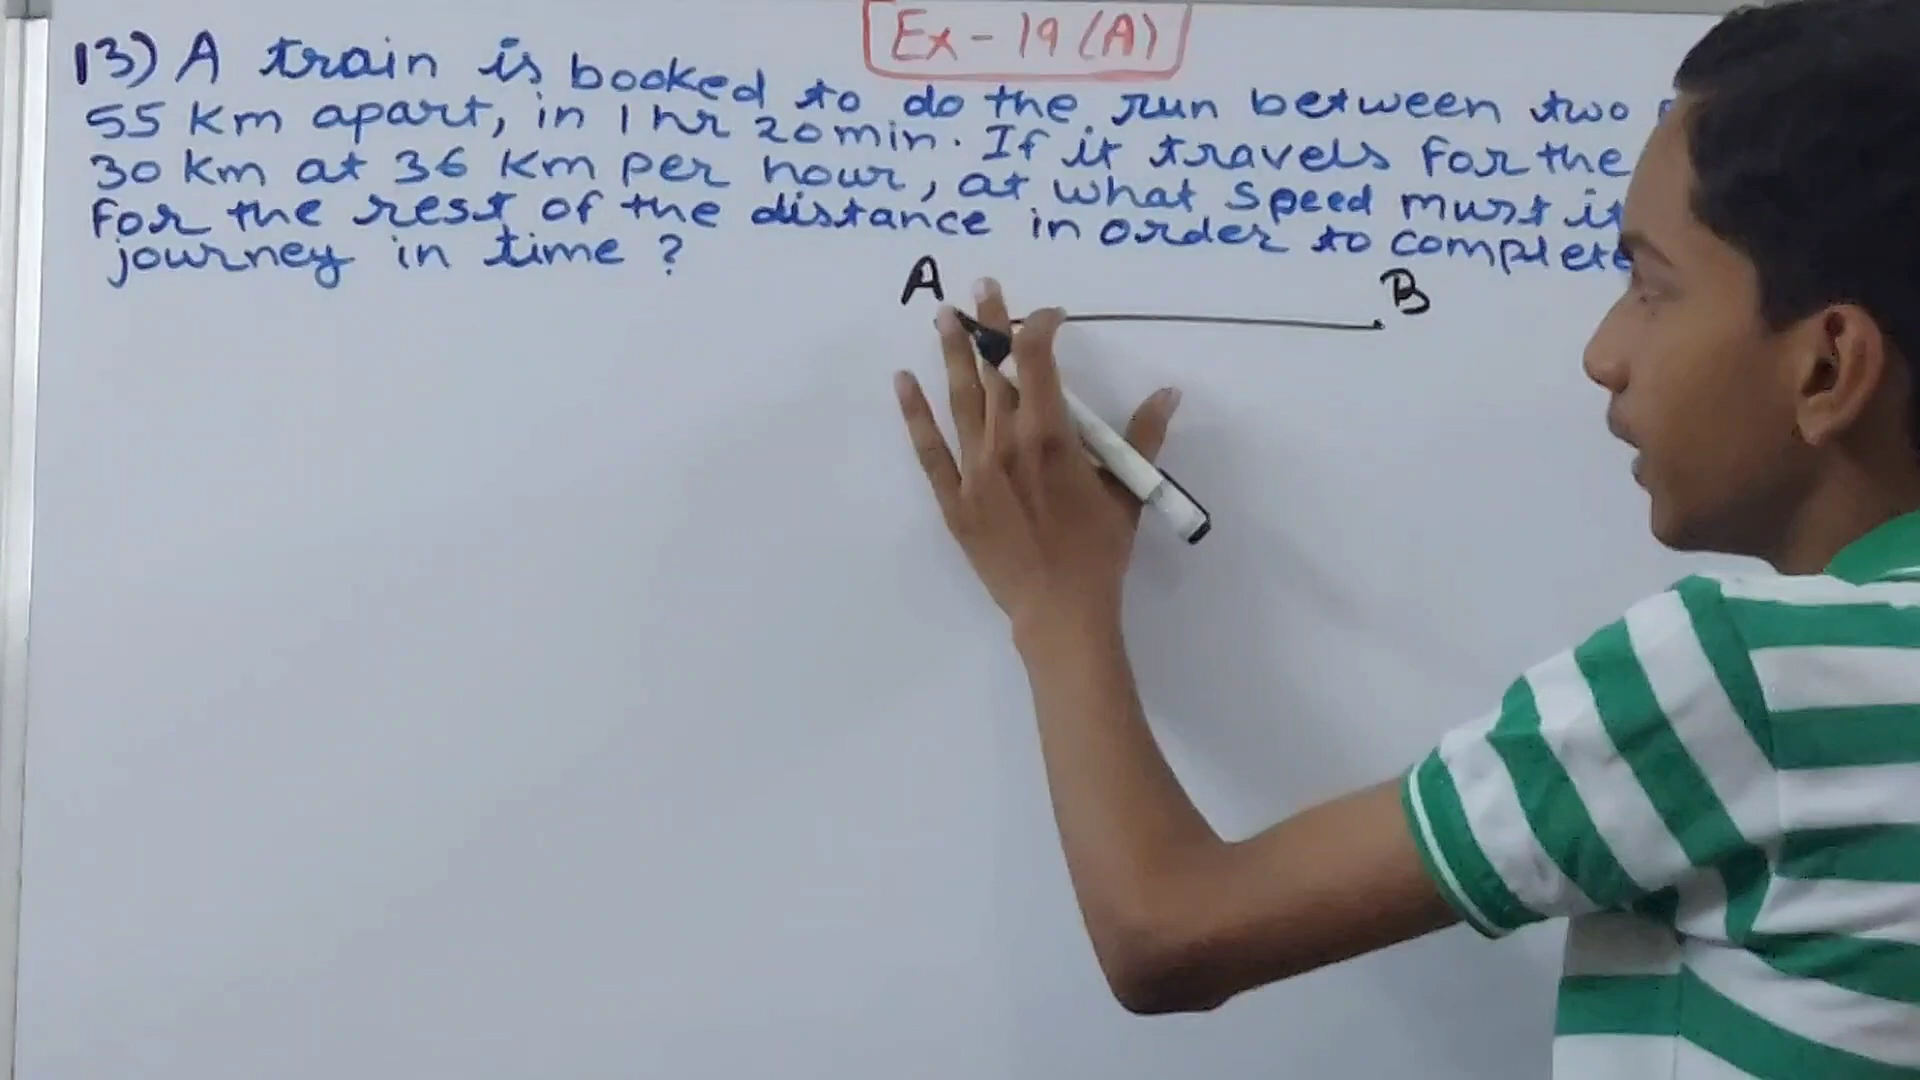 Ex - 19 (A)
13) A train is booked to do the run between two
55 Km apart, in 1 hr 20 min. If it travels for the
30 Km at 36 Km per hour, at what speed must it
for the rest of the distance in order to complete
journey in time ?
A B